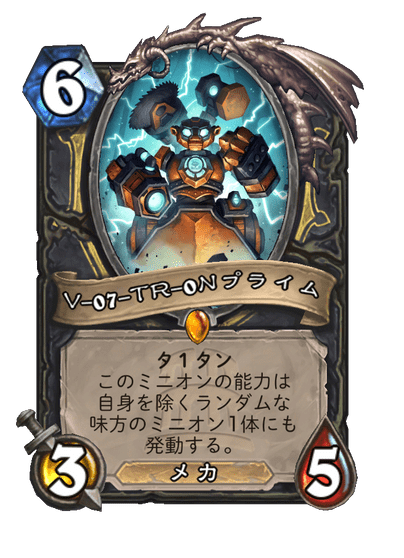 6
V-07-TR-0Nプライム
タ1タン
このミニオンの能力は
自身を除くランダムな
味方のミニオン1体にも
発動する。
3
メカ
5